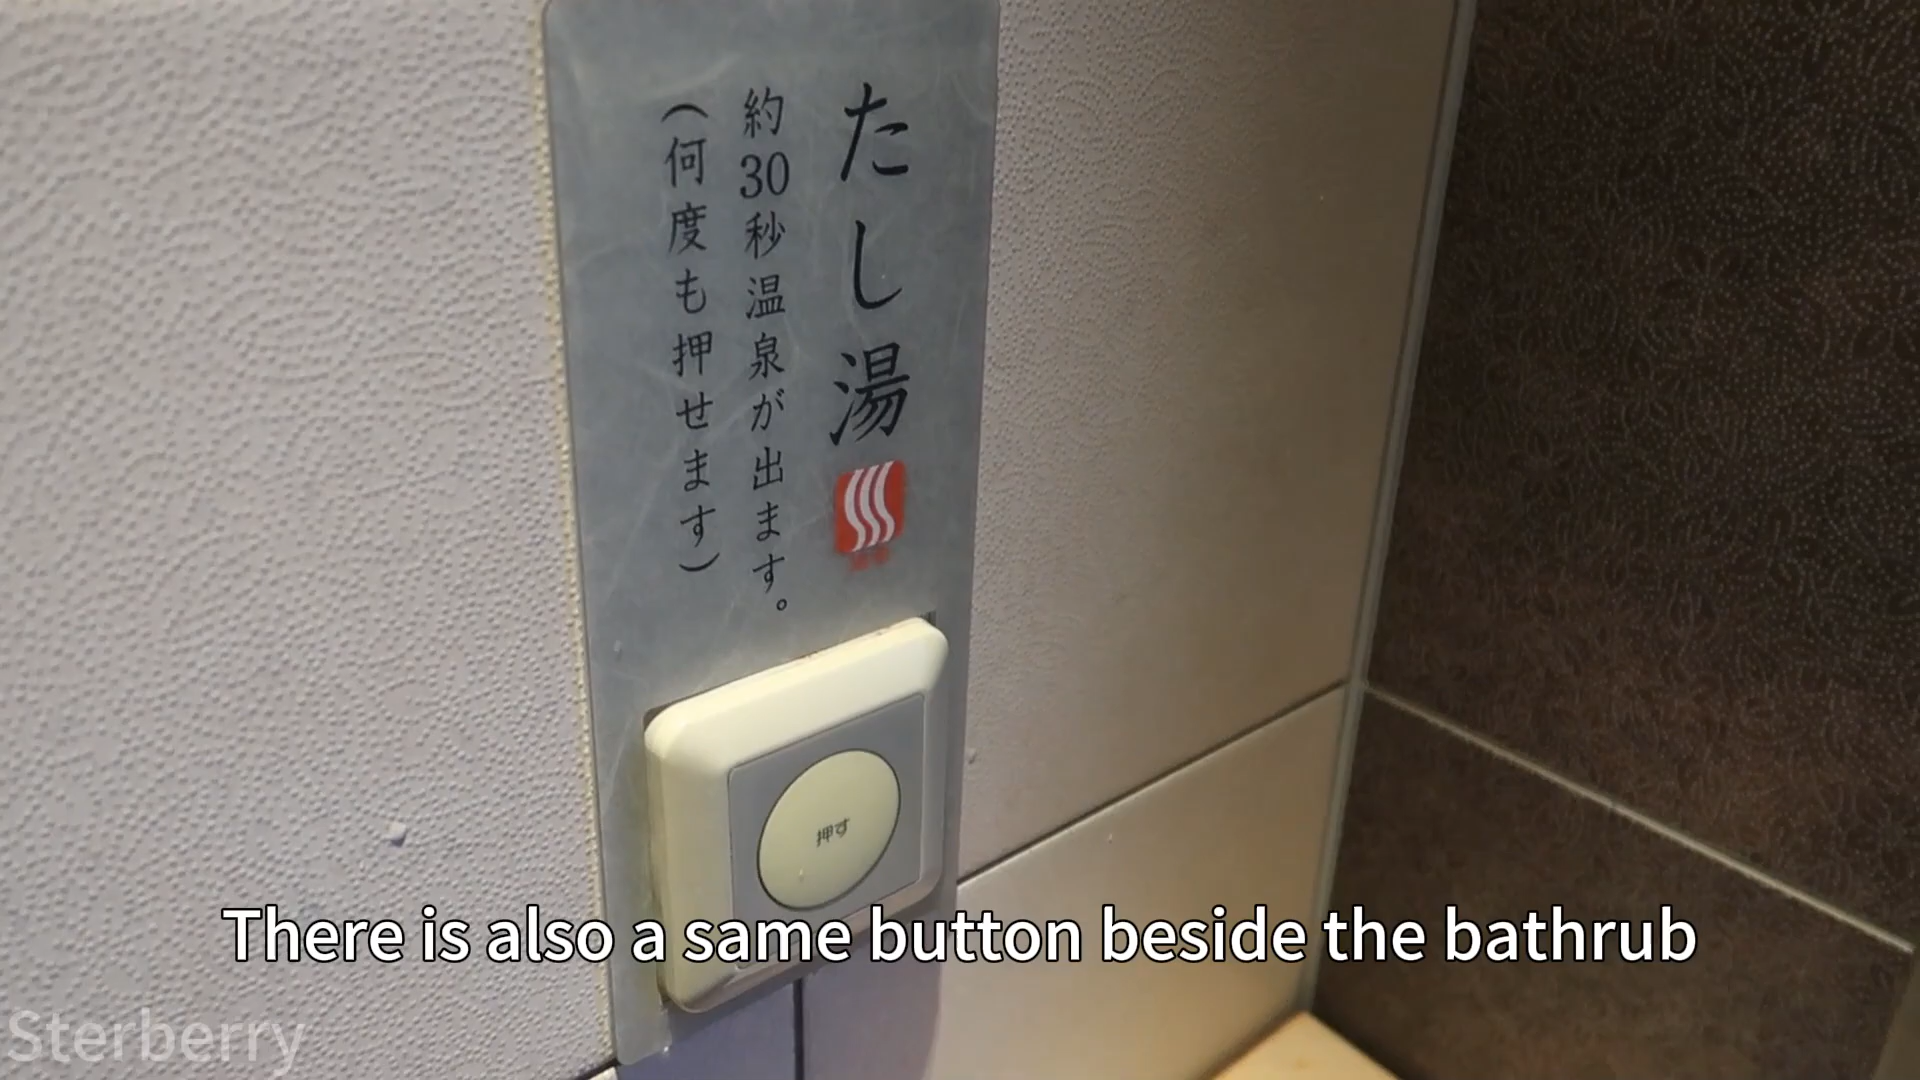 たし湯
約30秒温泉が出ます。
(何度も押せます)
押す
There is also a same button beside the bathrub
Sterberry